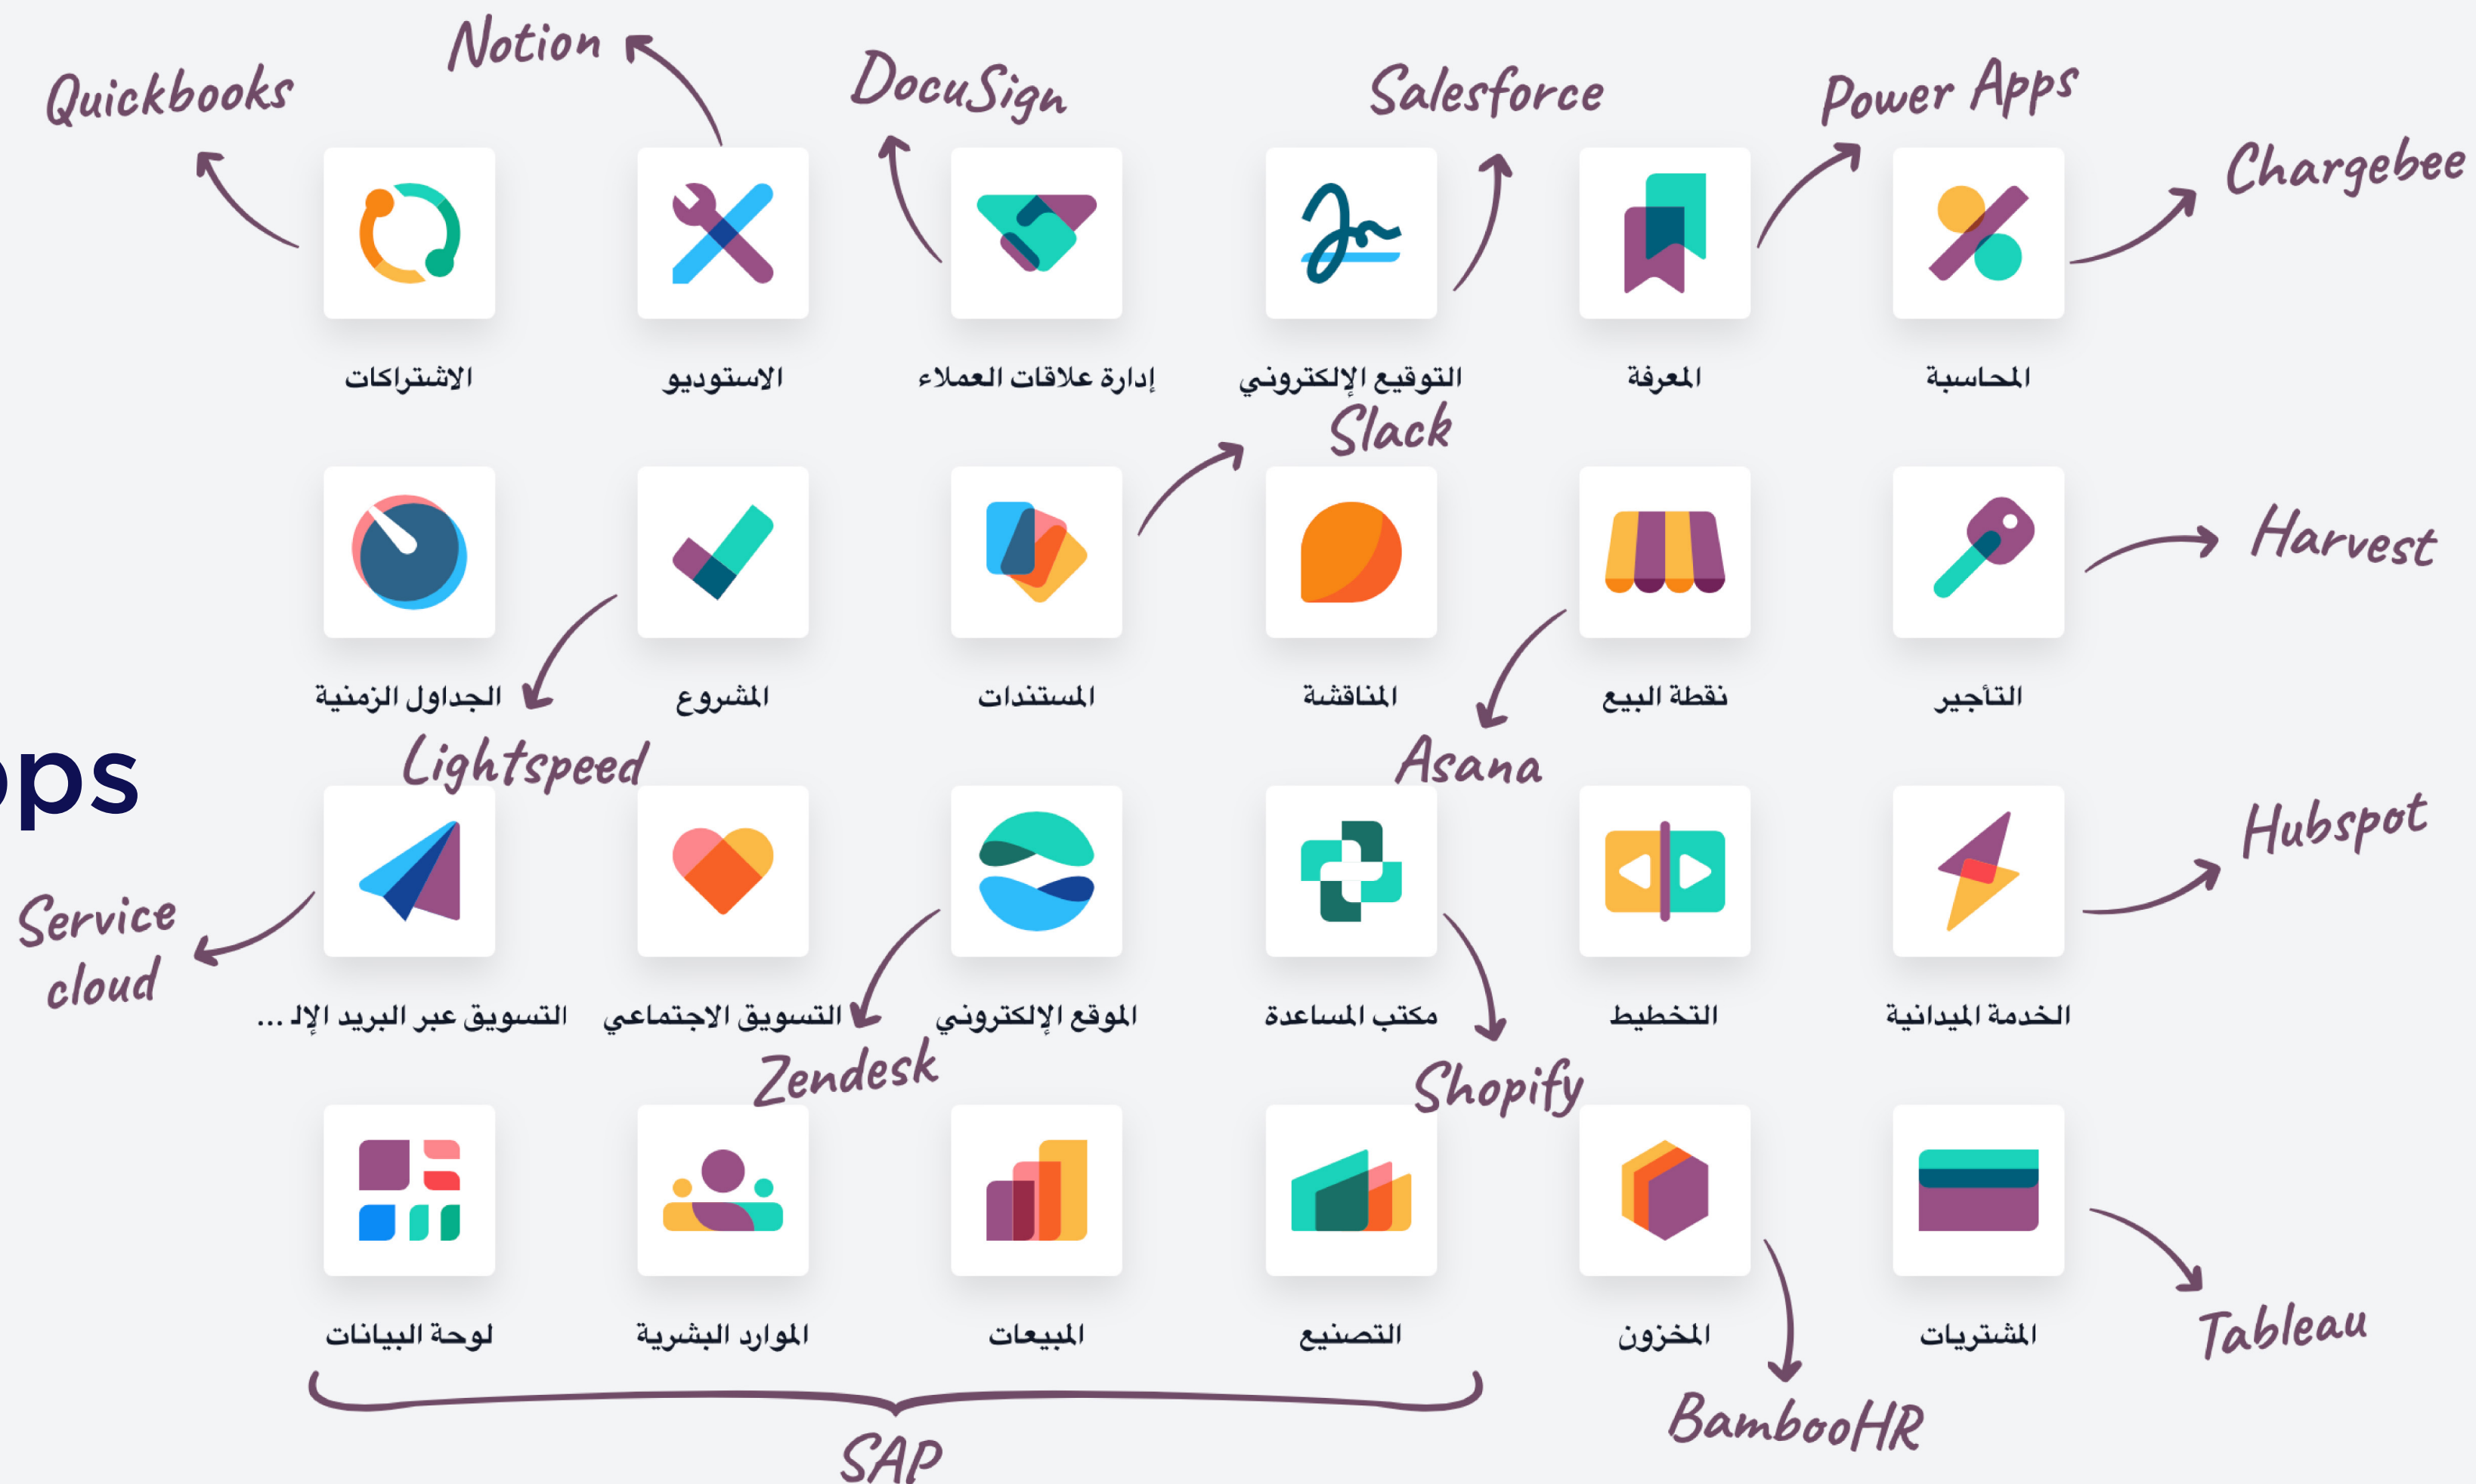 Quickbooks
Notion
DocuSign
Salesforce
Power Apps
Chargebee
المحاسبة
المعرفة
التوقيع الإلكتروني
إدارة علاقات العملاء
الاستوديو
الاشتراكات
Slack
Harvest
التأجير
نقطة البيع
المناقشة
المستندات
المشروع
الجداول الزمنية
Lightspeed
Asana
ops
Hubspot
Service
cloud
الخدمة الميدانية
التخطيط
مكتب المساعدة
الموقع الإلكتروني
التسويق الاجتماعي
التسويق عبر البريد الإلـ ...
Zendesk
Shopify
المشتريات
المخزون
التصنيع
المبيعات
الموارد البشرية
لوحة البيانات
Tableau
BambooHR
SAP